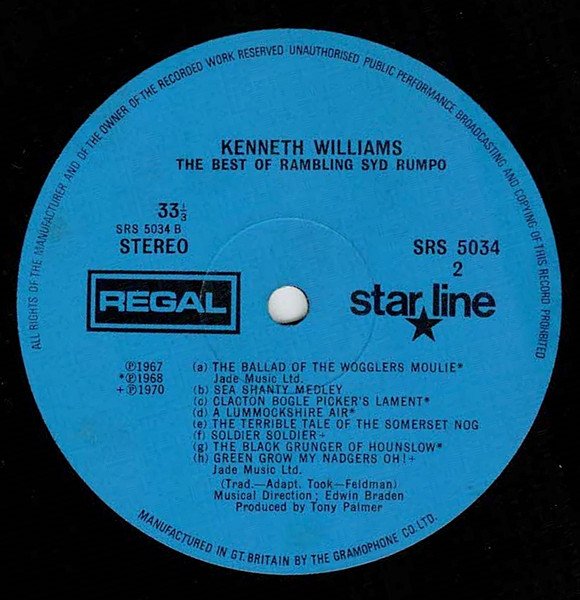 ALL RIGHTS OF THE MANUFACTURER AND OF THE OWNER OF THE RECORDED WORK RESERVED UNAUTHORISED PUBLIC PERFORMANCE BROADCASTING AND COPYING OF THIS RECORD PROHIBITED
KENNETH WILLIAMS
THE BEST OF RAMBLING SYD RUMPO
33⅓
SRS 5034 B
STEREO
SRS 5034
2
REGAL
star line
℗1967
*℗1968
+℗1970
(a) THE BALLAD OF THE WOGGLERS MOULIE*
Jade Music Ltd.
(b) SEA SHANTY MEDLEY
(c) CLACTON BOGLE PICKER'S LAMENT*
(d) A LUMMOCKSHIRE AIR*
(e) THE TERRIBLE TALE OF THE SOMERSET NOG
(f) SOLDIER SOLDIER+
(g) THE BLACK GRUNGER OF HOUNSLOW*
(h) GREEN GROW MY NADGERS OH!+
Jade Music Ltd.
(Trad.—Adapt. Took—Feldman)
Musical Direction; Edwin Braden
Produced by Tony Palmer
MANUFACTURED IN GT. BRITAIN BY THE GRAMOPHONE CO. LTD.